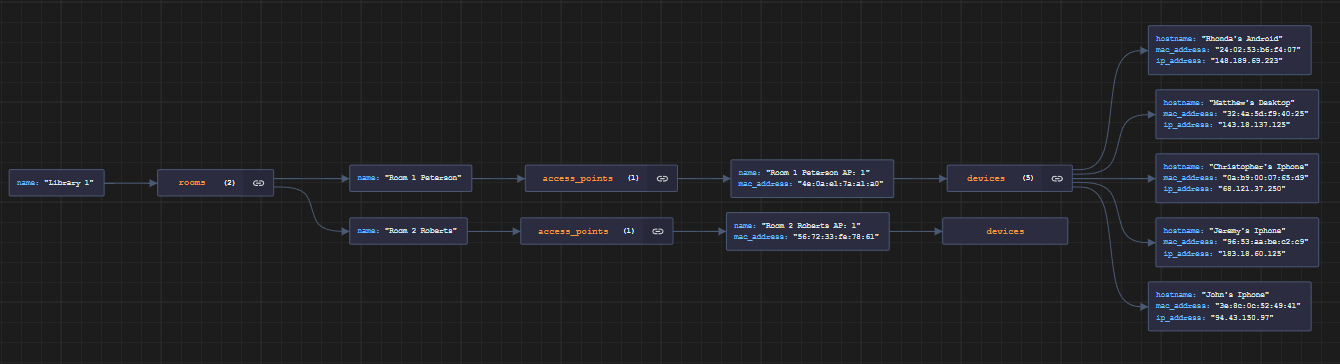 name: "Library 1"
rooms (2)
name: "Room 1 Peterson"
access_points (1)
name: "Room 1 Peterson AP: 1"
mac_address: "4e:0a:e1:7a:a1:a0"
devices (5)
hostname: "Rhonda's Android"
mac_address: "24:02:33:b6:f4:07"
ip_address: "148.189.69.223"
hostname: "Matthew's Desktop"
mac_address: "32:4a:5d:f9:40:25"
ip_address: "143.18.137.125"
hostname: "Christopher's Iphone"
mac_address: "0a:b9:00:07:65:d9"
ip_address: "68.121.37.250"
hostname: "Jeremy's Iphone"
mac_address: "96:53:aa:be:c2:c9"
ip_address: "183.18.60.125"
hostname: "John's Iphone"
mac_address: "3e:8c:0c:52:49:41"
ip_address: "94.43.150.97"
name: "Room 2 Roberts"
access_points (1)
name: "Room 2 Roberts AP: 1"
mac_address: "56:72:33:fe:78:61"
devices